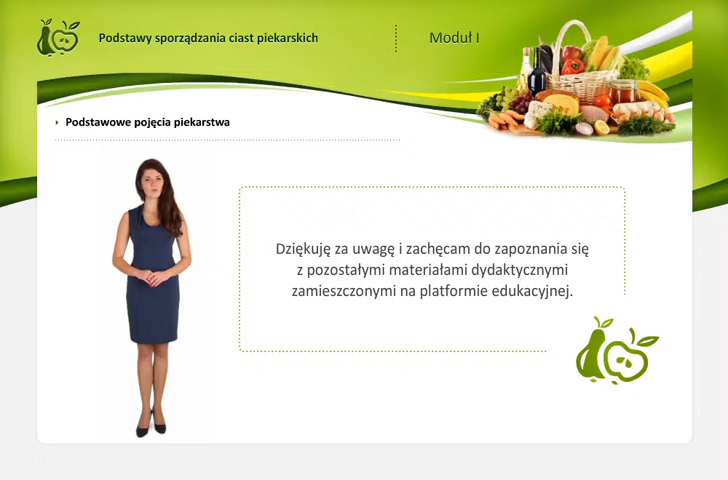 Podstawy sporządzania ciast piekarskich
Moduł I
Podstawowe pojęcia piekarstwa
Dziękuję za uwagę i zachęcam do zapoznania się
z pozostałymi materiałami dydaktycznymi
zamieszczonymi na platformie edukacyjnej.